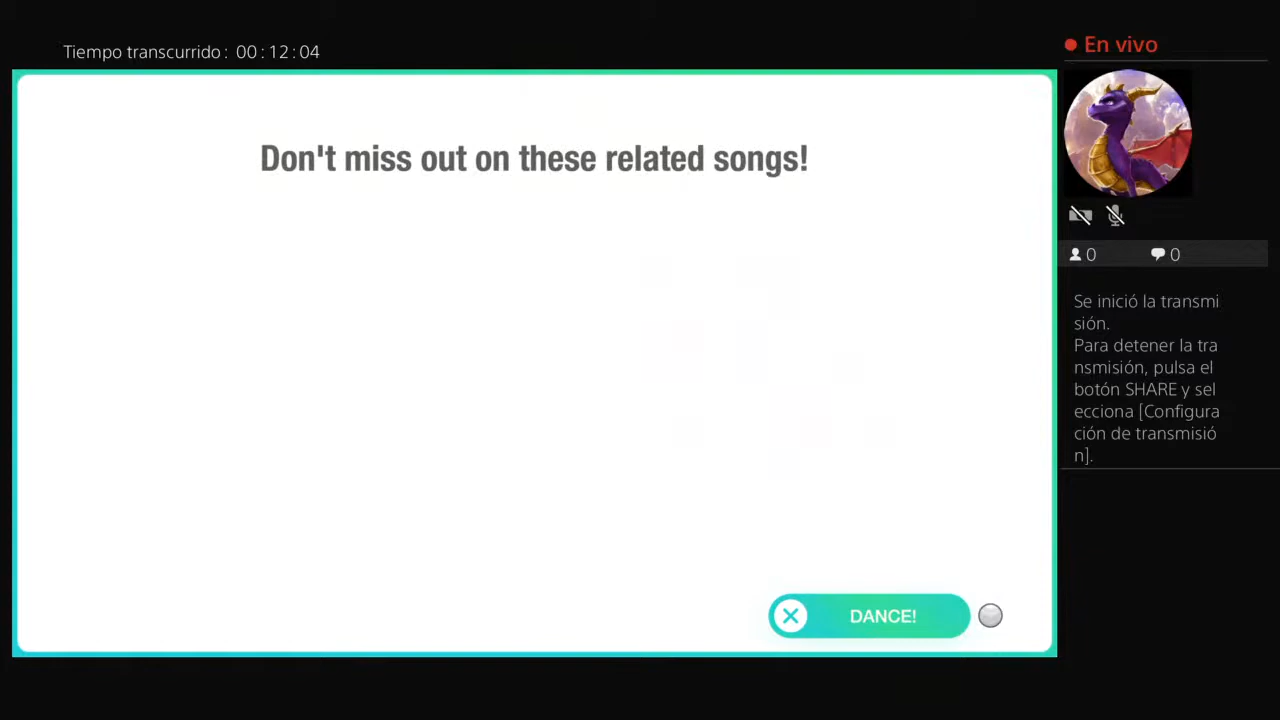 Tiempo transcurrido: 00:12:04
En vivo
Don't miss out on these related songs!
0 0
Se inició la transmi
sión.
Para detener la tra
nsmisión, pulsa el
botón SHARE y sel
ecciona [Configura
ción de transmisió
n].
DANCE!